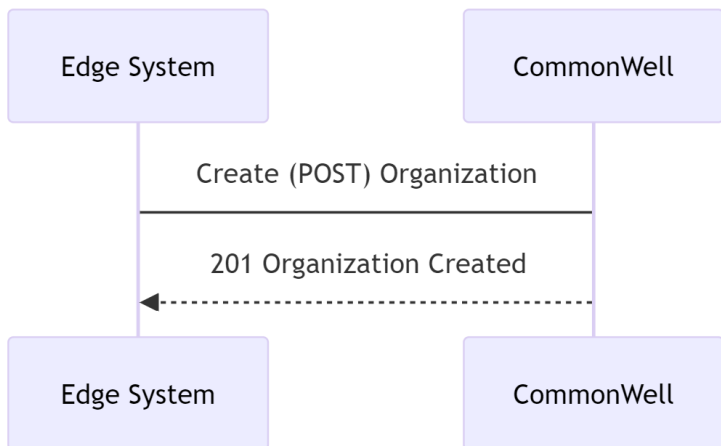 Edge System
CommonWell
Create (POST) Organization
201 Organization Created
Edge System
CommonWell